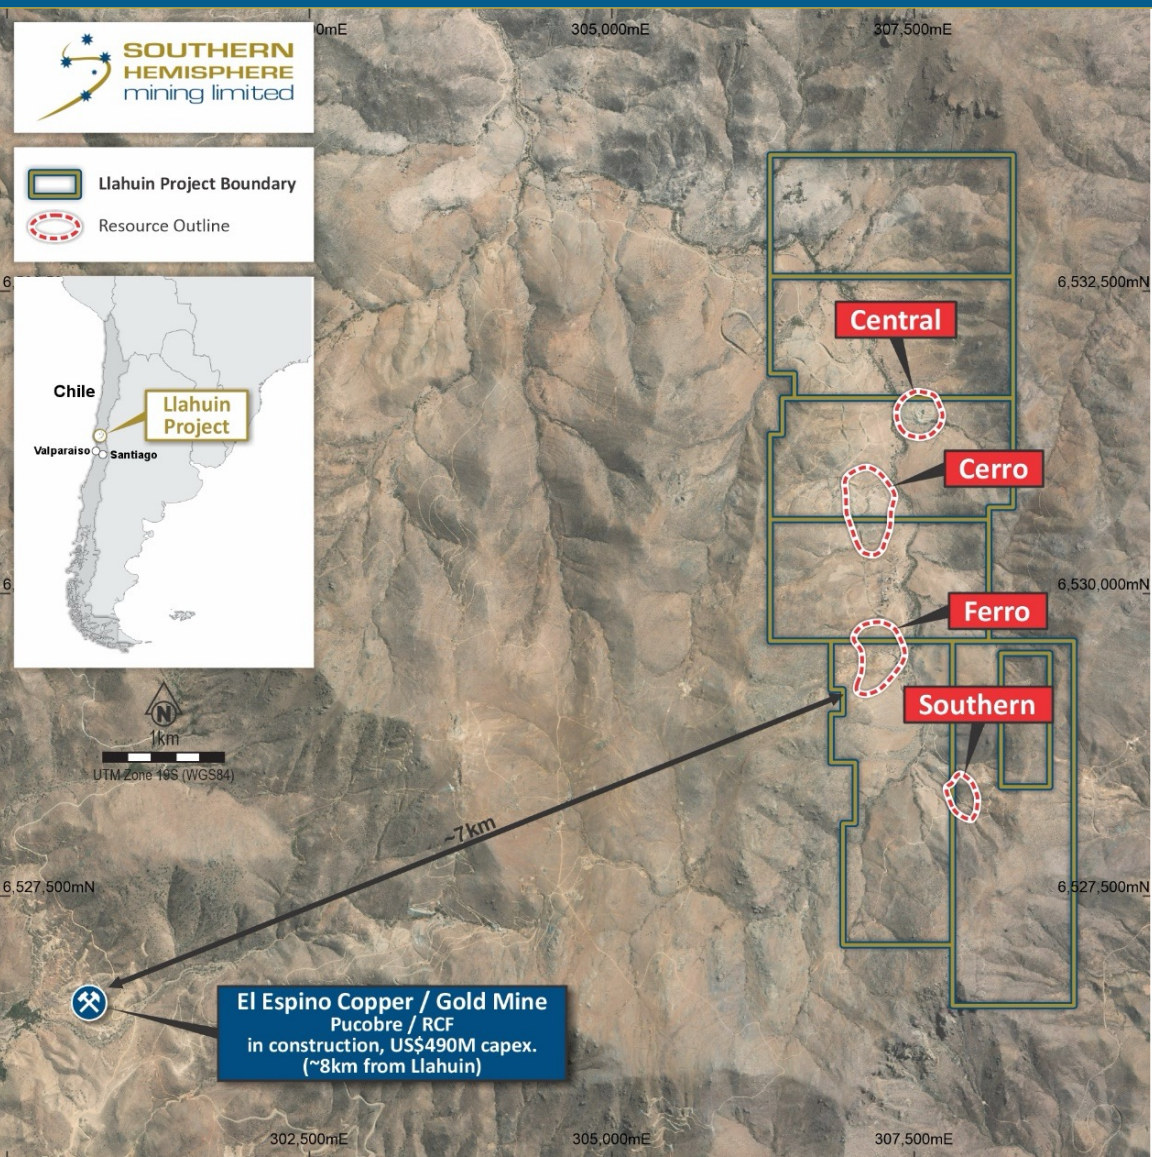 SOUTHERN
HEMISPHERE
mining limited
0mE
305,000mE
307,500mE
Llahuin Project Boundary
Resource Outline
Chile
Llahuin
Project
Valparaiso
Santiago
6,532,500mN
Central
Cerro
6,530,000mN
Ferro
Southern
N
1km
UTM Zone 19S (WGS84)
~7km
6,527,500mN
6,527,500mN
El Espino Copper / Gold Mine
Pucobre / RCF
in construction, US$490M capex.
(~8km from Llahuin)
302,500mE
305,000mE
307,500mE